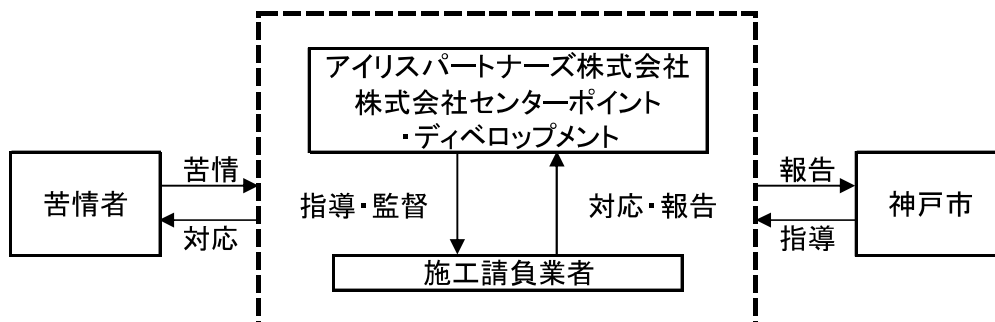 アイリスパートナーズ株式会社
株式会社センターポイント
・ディベロップメント
苦情者
苦情
対応
指導・監督
対応・報告
報告
指導
神戸市
施工請負業者